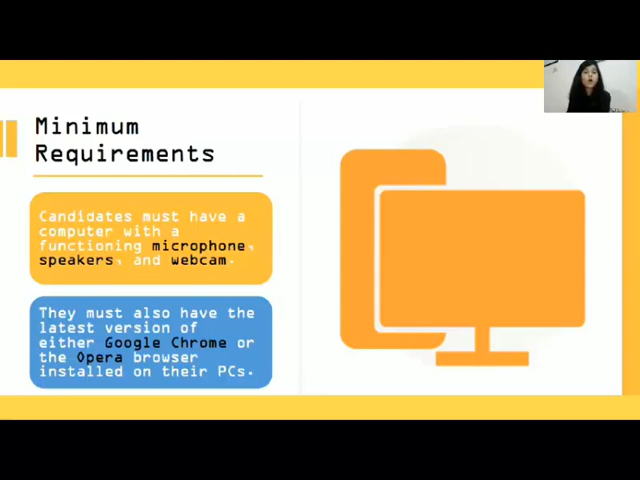 Minimum
Requirements
Candidates must have a
computer with a
functioning microphone,
speakers, and webcam.
They must also have the
latest version of
either Google Chrome or
the Opera browser
installed on their PCs.